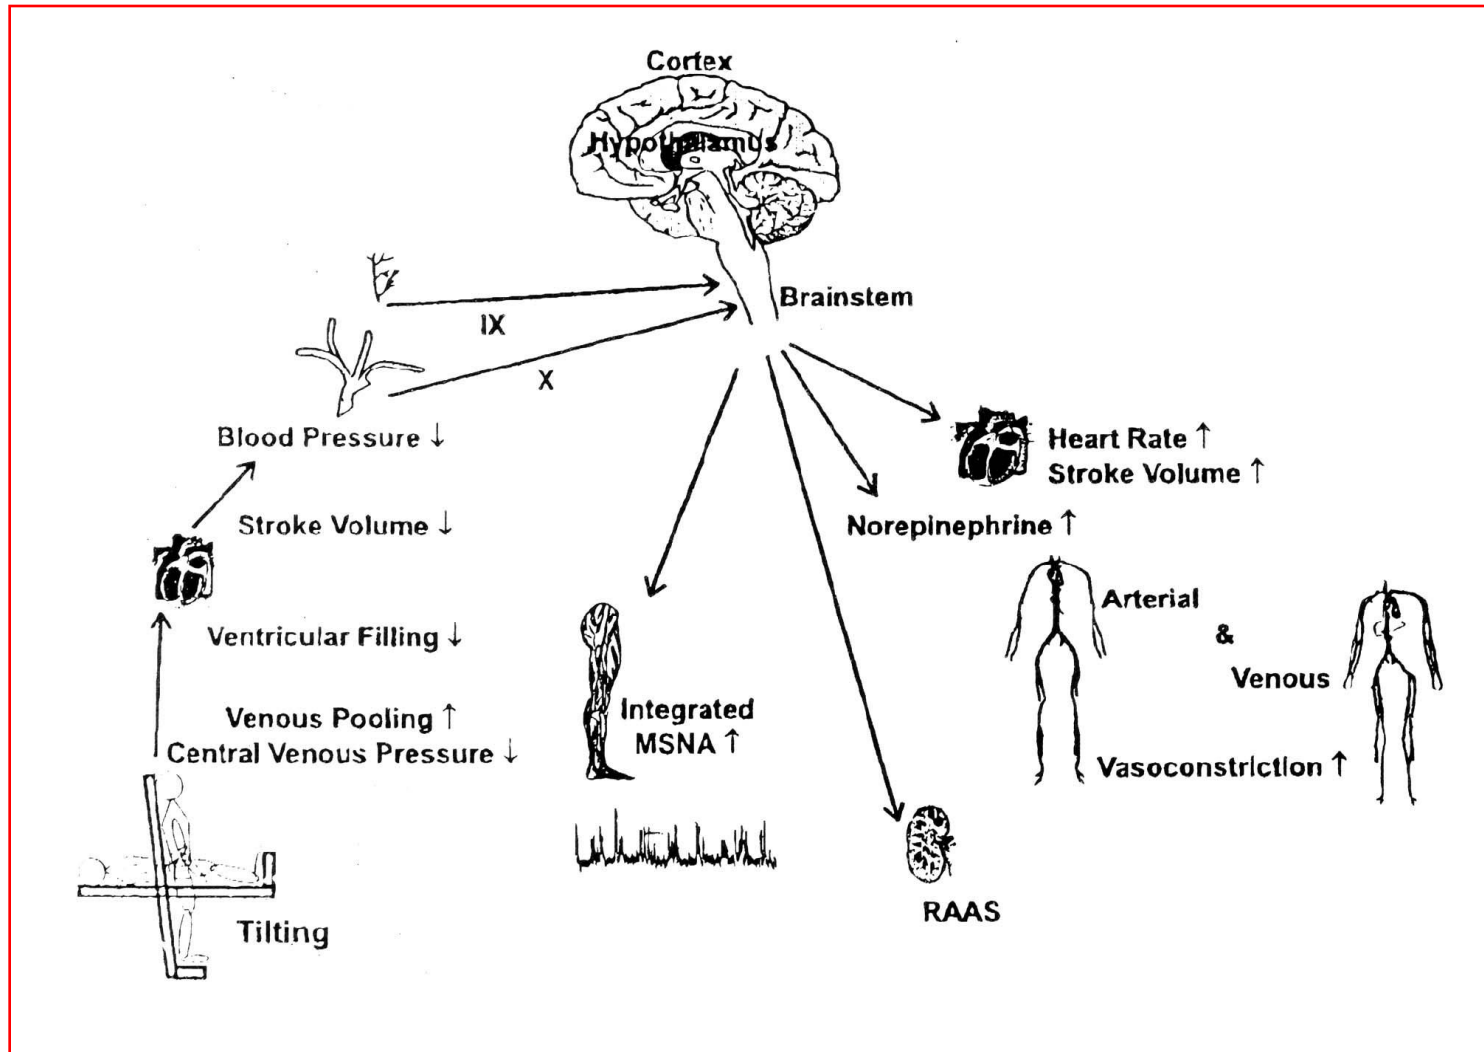 Cortex
Hypothalamus
Brainstem
IX
X
Blood Pressure ↓
Stroke Volume ↓
Ventricular Filling ↓
Venous Pooling ↑
Central Venous Pressure ↓
Tilting
Integrated
MSNA ↑
RAAS
Heart Rate ↑
Stroke Volume ↑
Norepinephrine ↑
Arterial
&
Venous
Vasoconstriction ↑